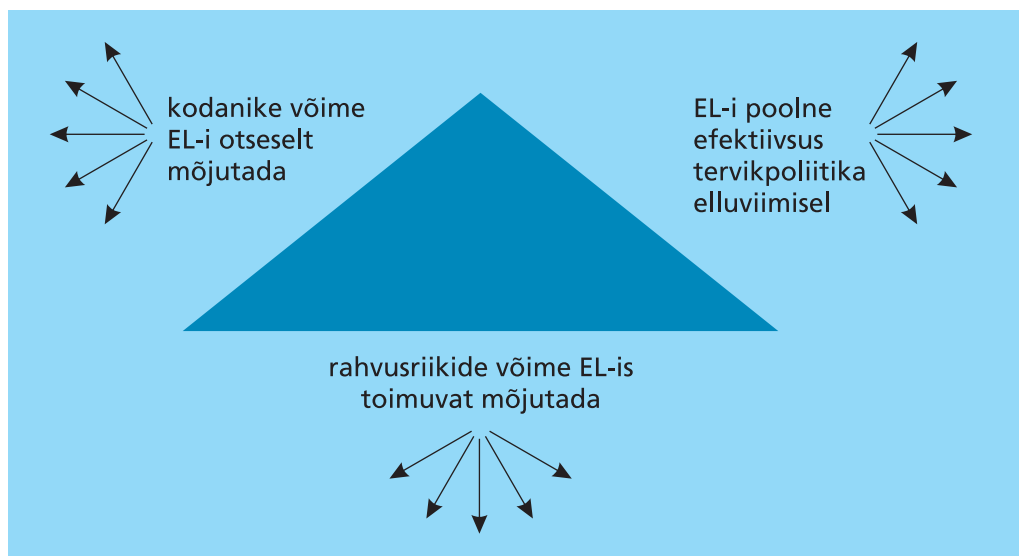 kodanike võime
EL-i otseselt
mõjutada
EL-i poolne
efektiivsus
tervikpoliitika
elluviimisel
rahvusriikide võime EL-is
toimuvat mõjutada